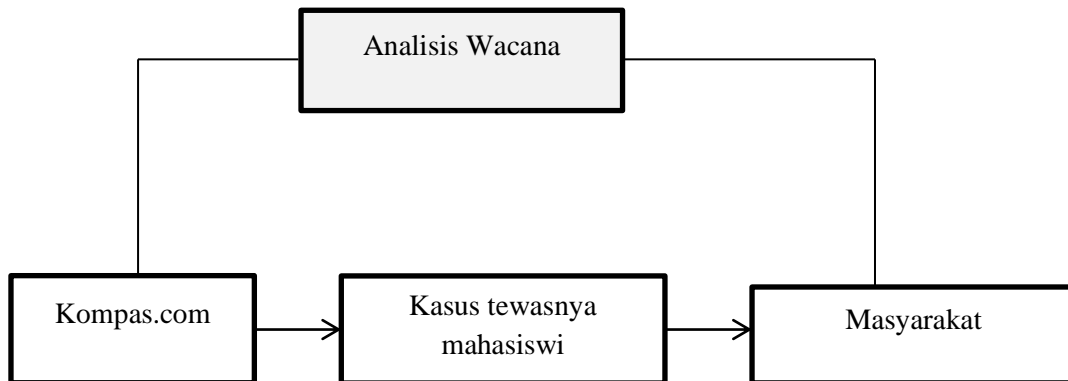 Analisis Wacana
Kompas.com
Kasus tewasnya
mahasiswi
Masyarakat